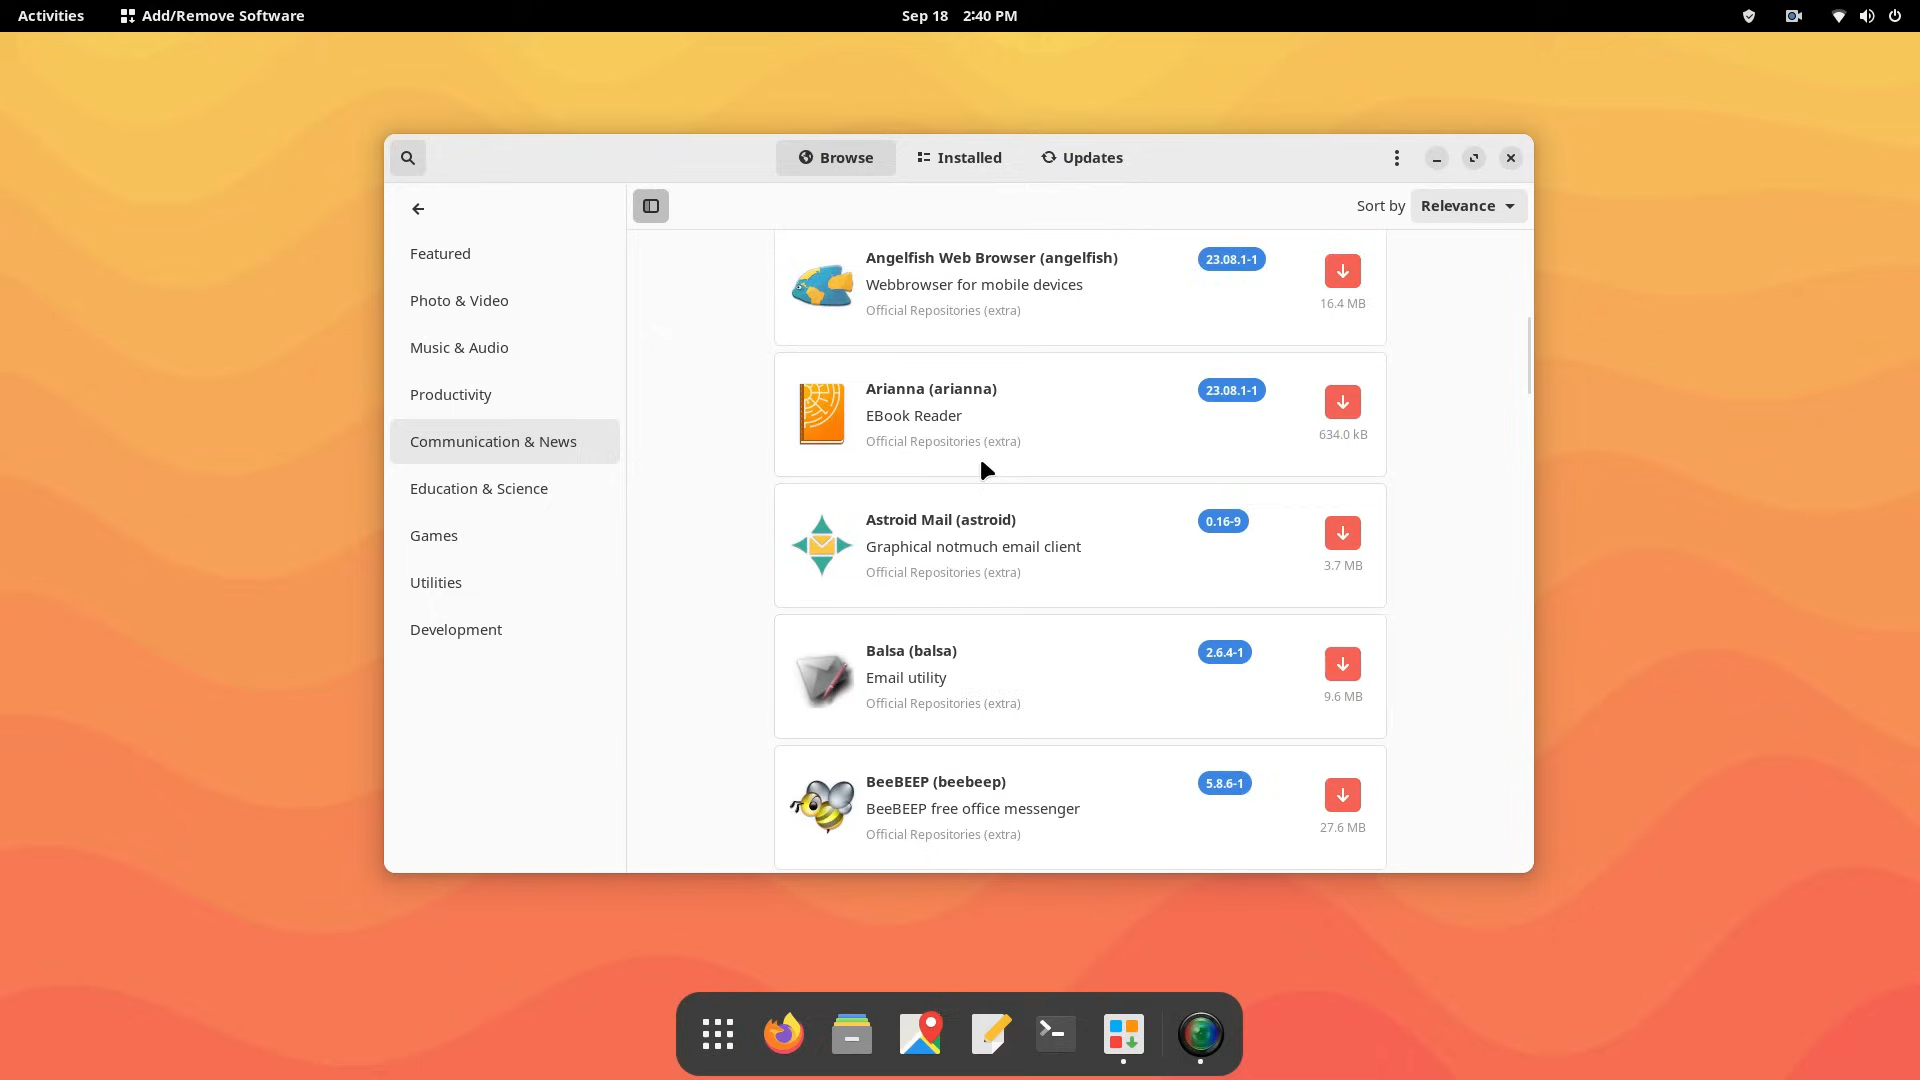 Activities
Add/Remove Software
Sep 18 2:40 PM
Browse
Installed
Updates
Sort by Relevance
Featured
Photo & Video
Music & Audio
Productivity
Communication & News
Education & Science
Games
Utilities
Development
Angelfish Web Browser (angelfish)
23.08.1-1
Webbrowser for mobile devices
Official Repositories (extra)
16.4 MB
Arianna (arianna)
23.08.1-1
EBook Reader
Official Repositories (extra)
634.0 kB
Astroid Mail (astroid)
0.16-9
Graphical notmuch email client
Official Repositories (extra)
3.7 MB
Balsa (balsa)
2.6.4-1
Email utility
Official Repositories (extra)
9.6 MB
BeeBEEP (beebeep)
5.8.6-1
BeeBEEP free office messenger
Official Repositories (extra)
27.6 MB